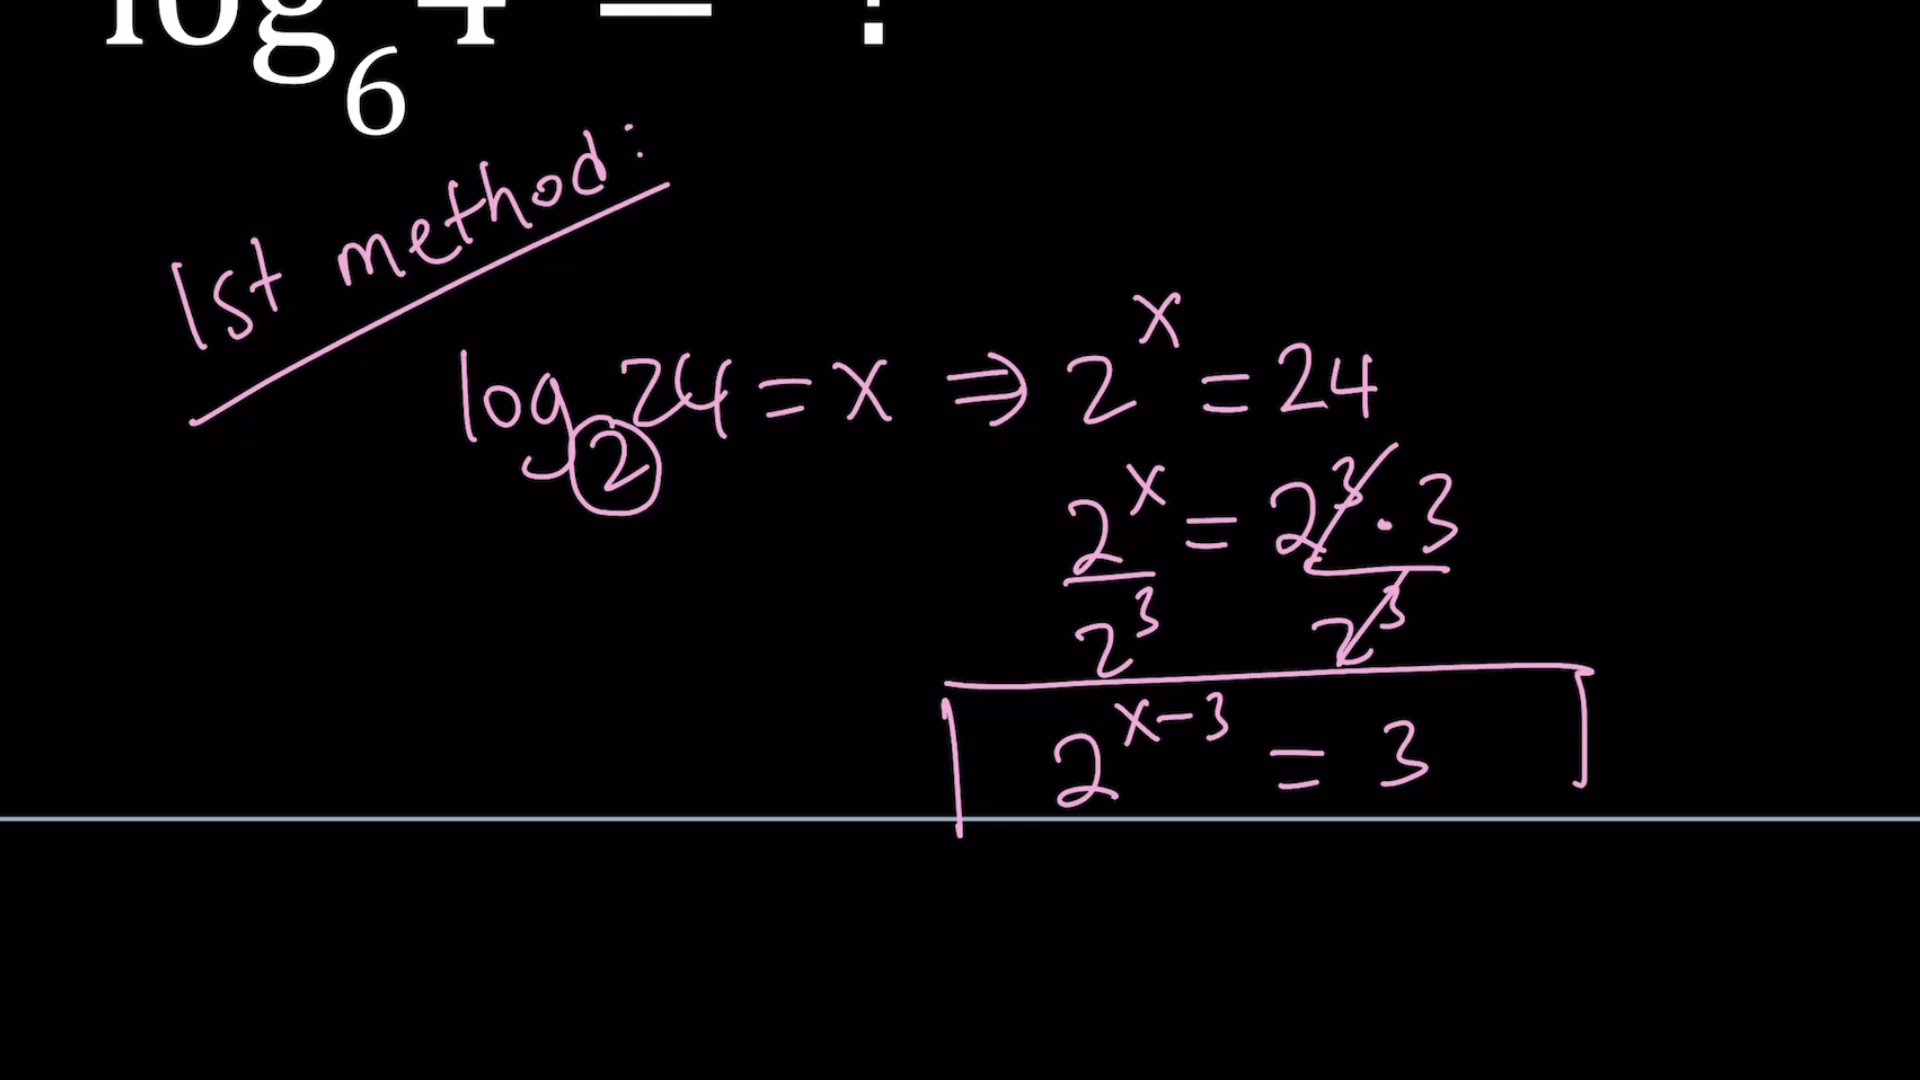 log₆ 4 = ?
1st method:
log₂ 24 = x ⇒ 2ˣ = 24
2ˣ / 2³ = 2³ · 3 / 2³
2ˣ⁻³ = 3